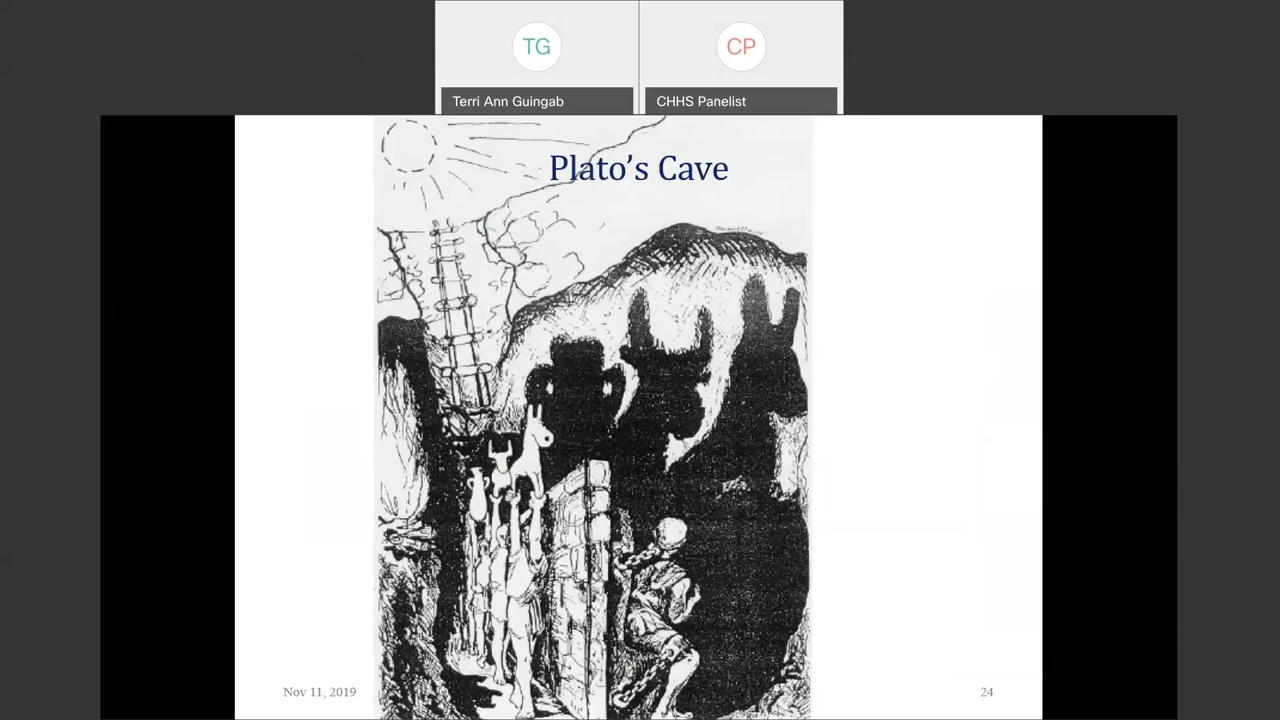 TG
CP
Terri Ann Guingab
CHHS Panelist
Plato’s Cave
Nov 11, 2019
24